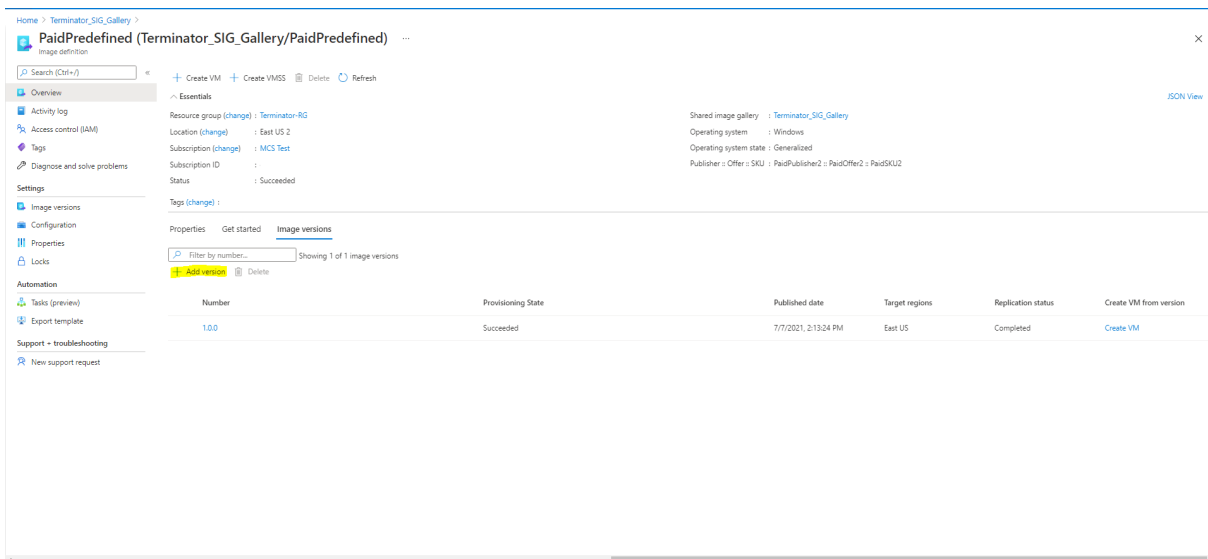 Home > Terminator_SIG_Gallery >
PaidPredefined (Terminator_SIG_Gallery/PaidPredefined) ...
Image definition
Search (Ctrl+/)
Overview
Activity log
Access control (IAM)
Tags
Diagnose and solve problems
Settings
Image versions
Configuration
Properties
Locks
Automation
Tasks (preview)
Export template
Support + troubleshooting
New support request
Create VM Create VMSS Delete Refresh
Essentials
JSON View
Resource group (change) : Terminator-RG
Location (change) : East US 2
Subscription (change) : MCS Test
Subscription ID :
Status : Succeeded
Shared image gallery : Terminator_SIG_Gallery
Operating system : Windows
Operating system state : Generalized
Publisher :: Offer :: SKU : PaidPublisher2 :: PaidOffer2 :: PaidSKU2
Tags (change) :
Properties Get started Image versions
Filter by number... Showing 1 of 1 image versions
Add version Delete
Number Provisioning State Published date Target regions Replication status Create VM from version
1.0.0 Succeeded 7/7/2021, 2:13:24 PM East US Completed Create VM